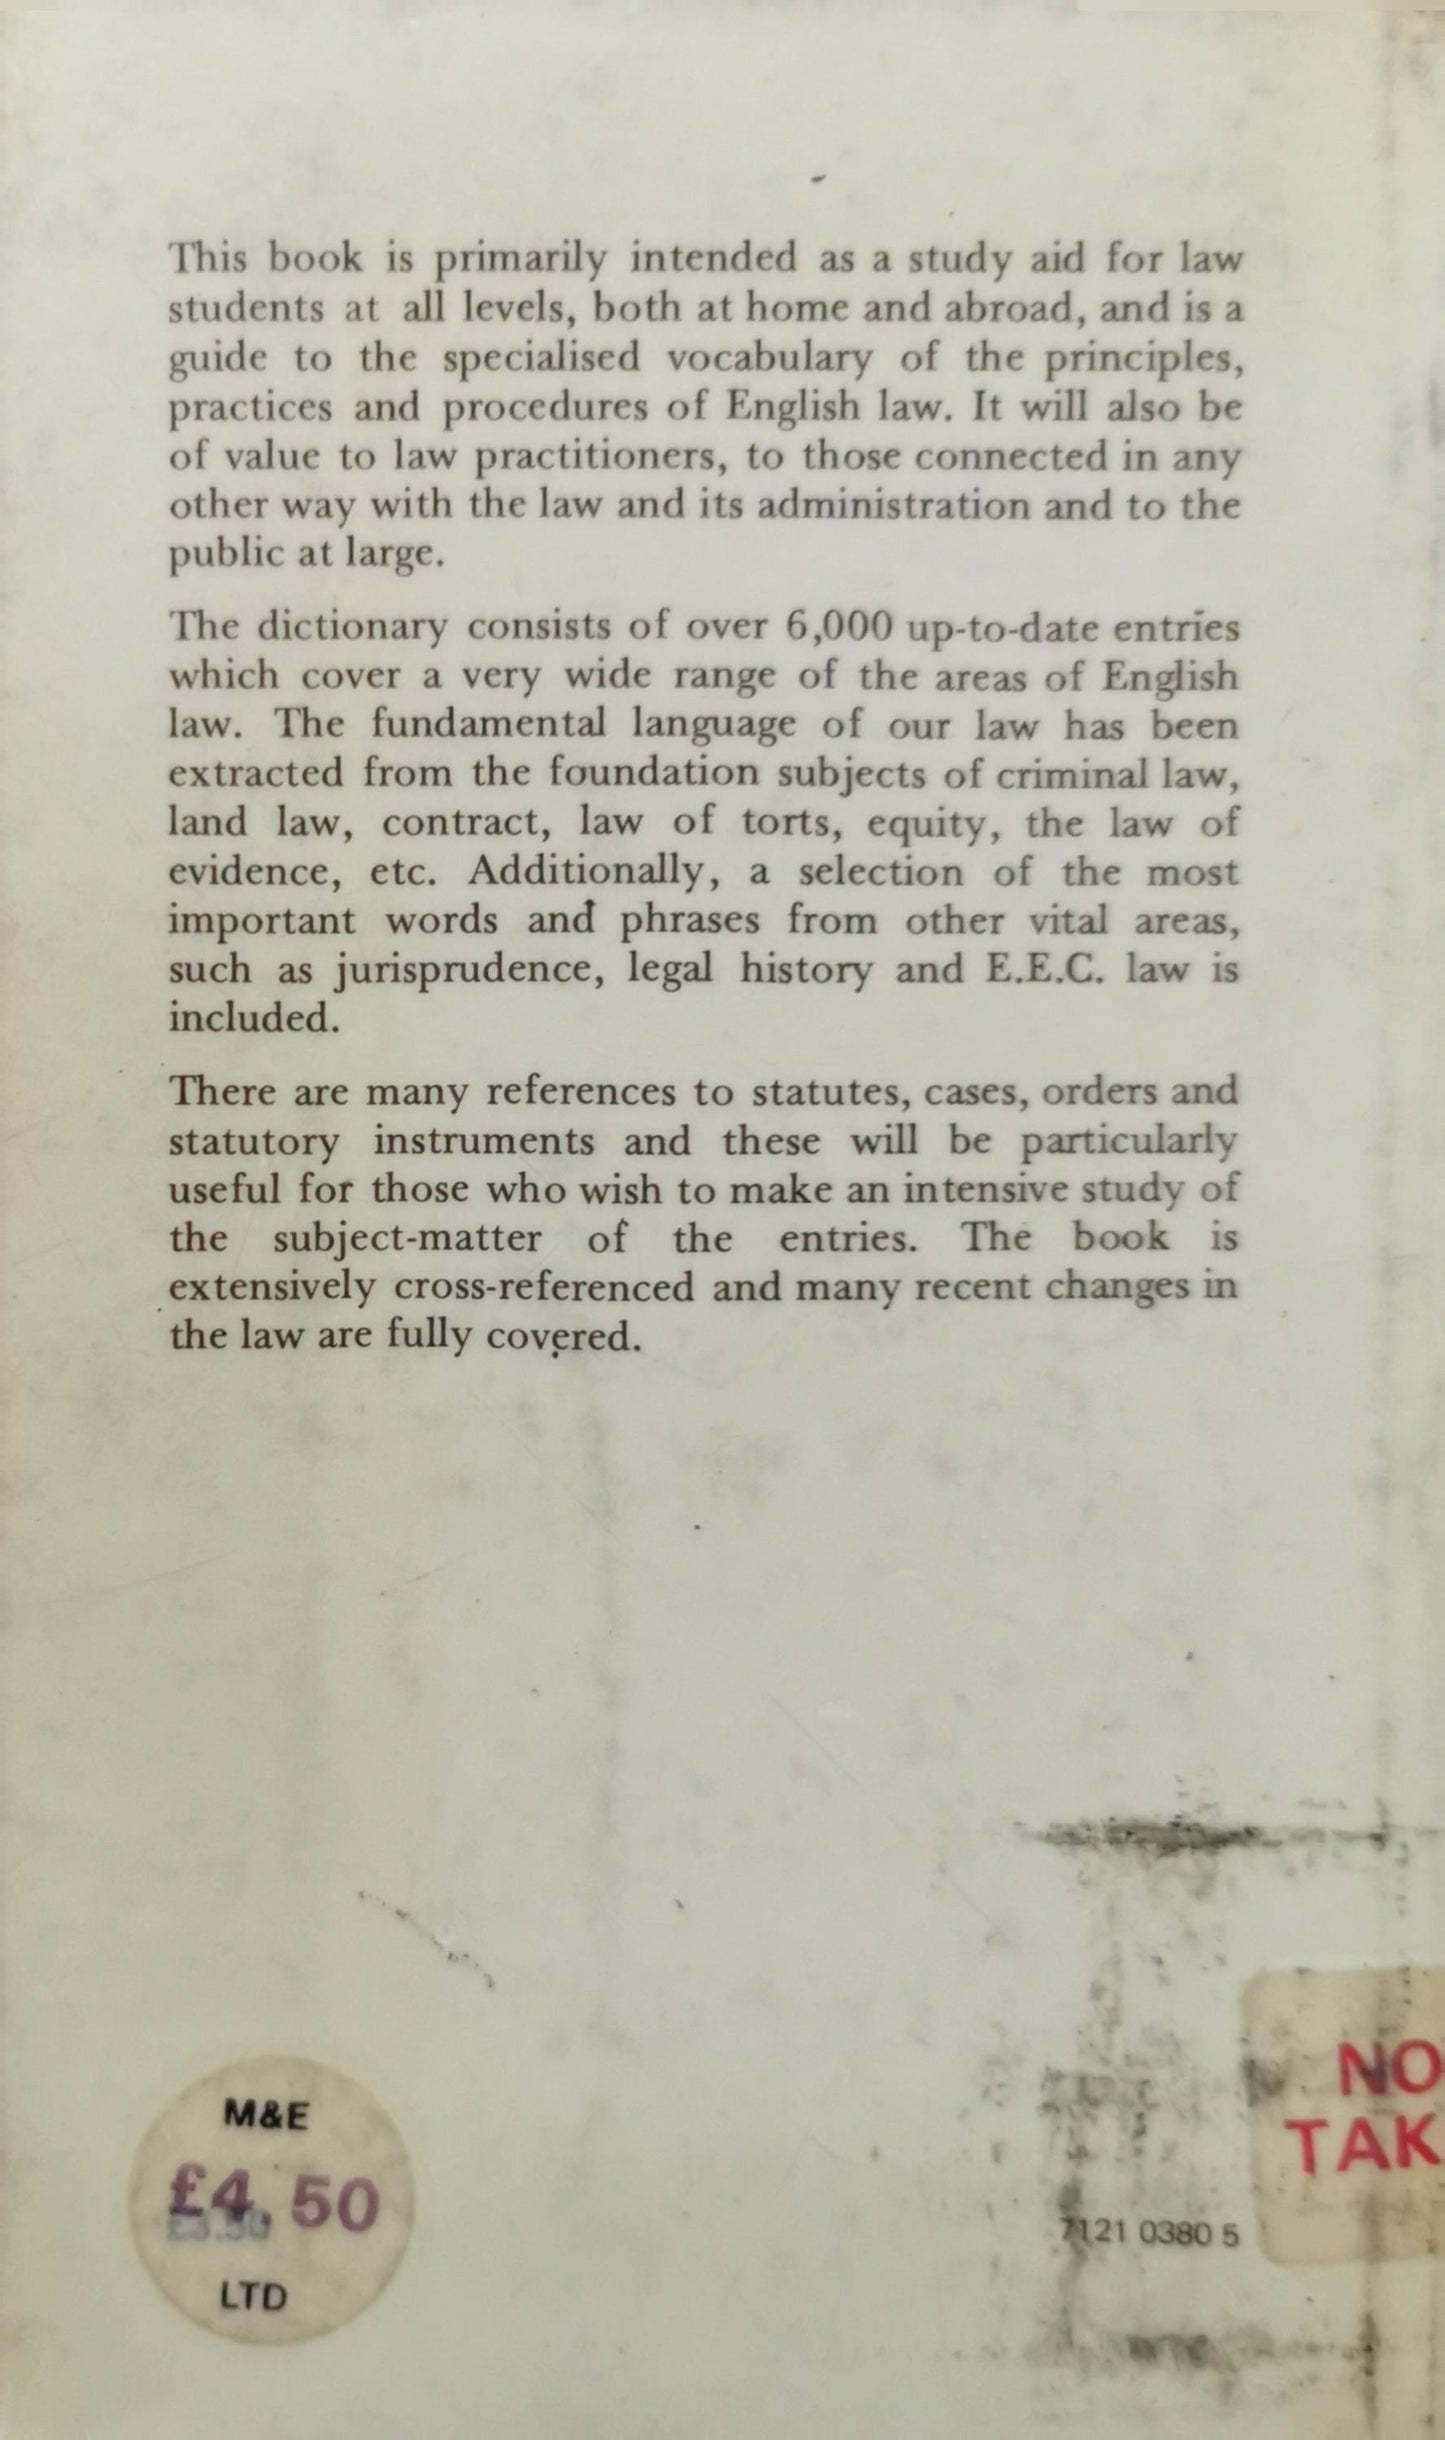 This book is primarily intended as a study aid for law
students at all levels, both at home and abroad, and is a
guide to the specialised vocabulary of the principles,
practices and procedures of English law. It will also be
of value to law practitioners, to those connected in any
other way with the law and its administration and to the
public at large.
The dictionary consists of over 6,000 up-to-date entries
which cover a very wide range of the areas of English
law. The fundamental language of our law has been
extracted from the foundation subjects of criminal law,
land law, contract, law of torts, equity, the law of
evidence, etc. Additionally, a selection of the most
important words and phrases from other vital areas,
such as jurisprudence, legal history and E.E.C. law is
included.
There are many references to statutes, cases, orders and
statutory instruments and these will be particularly
useful for those who wish to make an intensive study of
the subject-matter of the entries. The book is
extensively cross-referenced and many recent changes in
the law are fully covered.
M&E
£4.50
LTD
7121 0380 5
NO
TAK